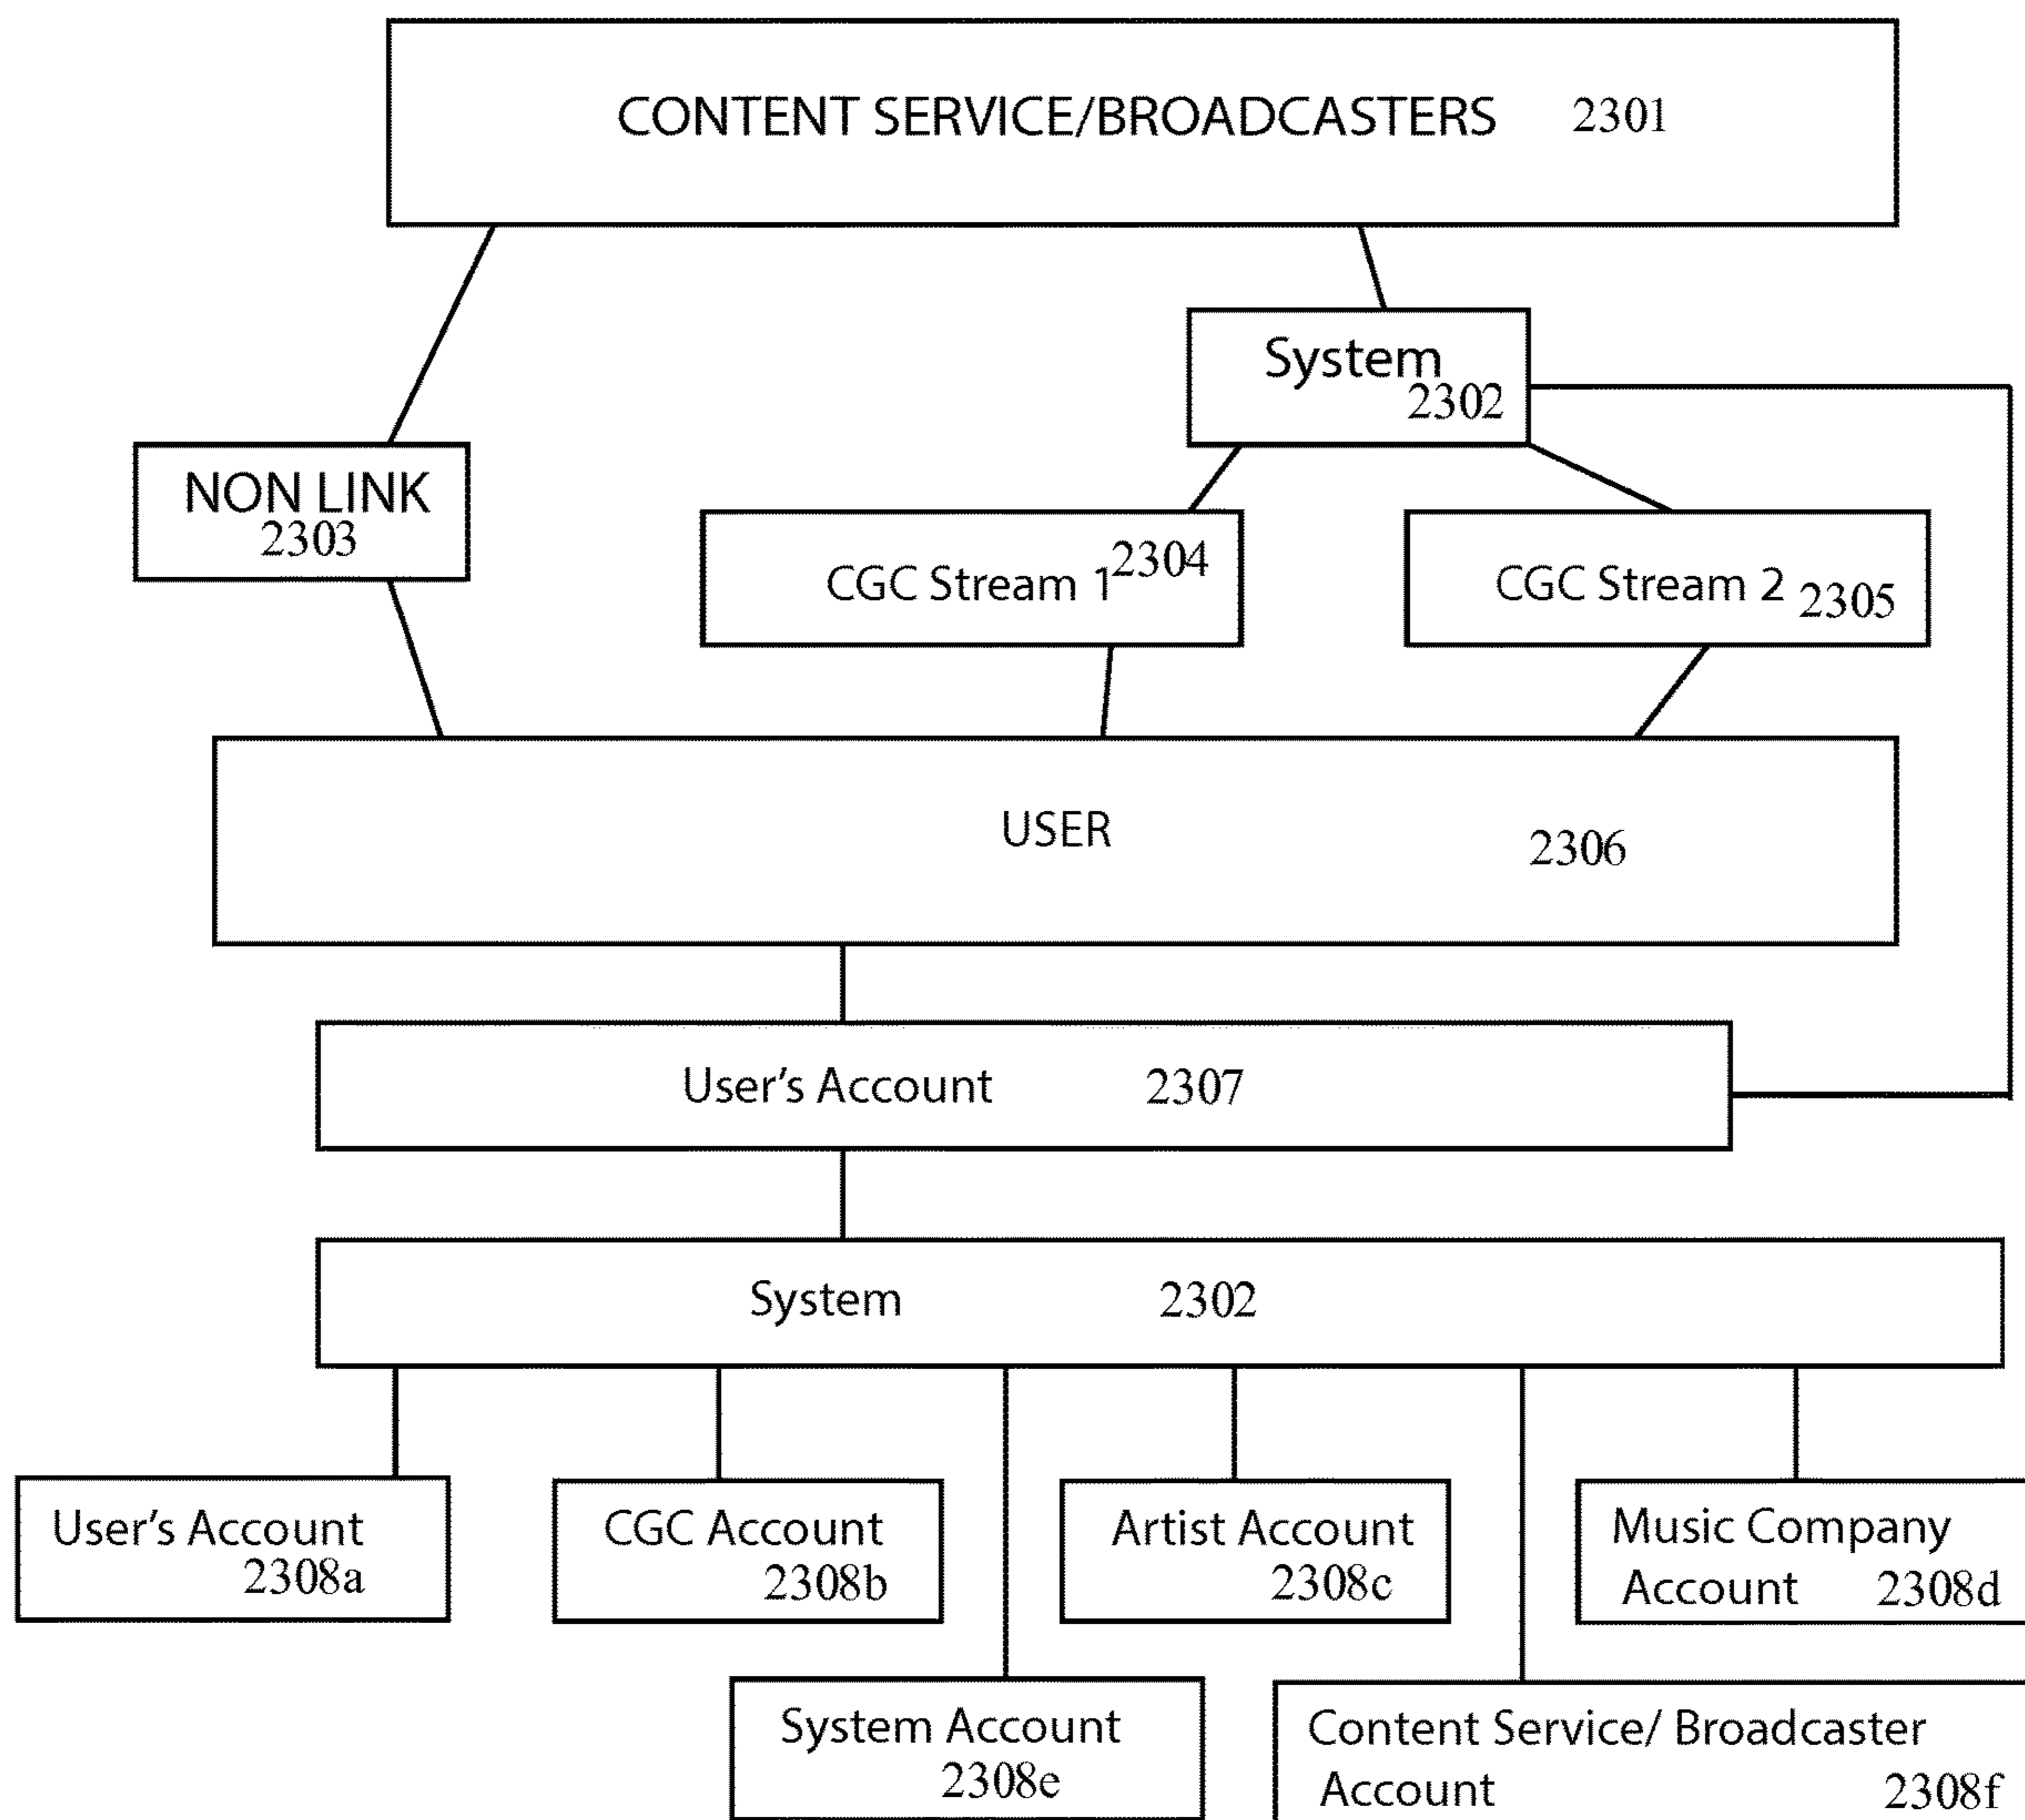 CONTENT SERVICE/BROADCASTERS 2301
System
2302
NON LINK
2303
CGC Stream 1 2304
CGC Stream 2 2305
USER 2306
User's Account 2307
System 2302
User's Account
2308a
CGC Account
2308b
Artist Account
2308c
Music Company
Account 2308d
System Account
2308e
Content Service/ Broadcaster
Account 2308f